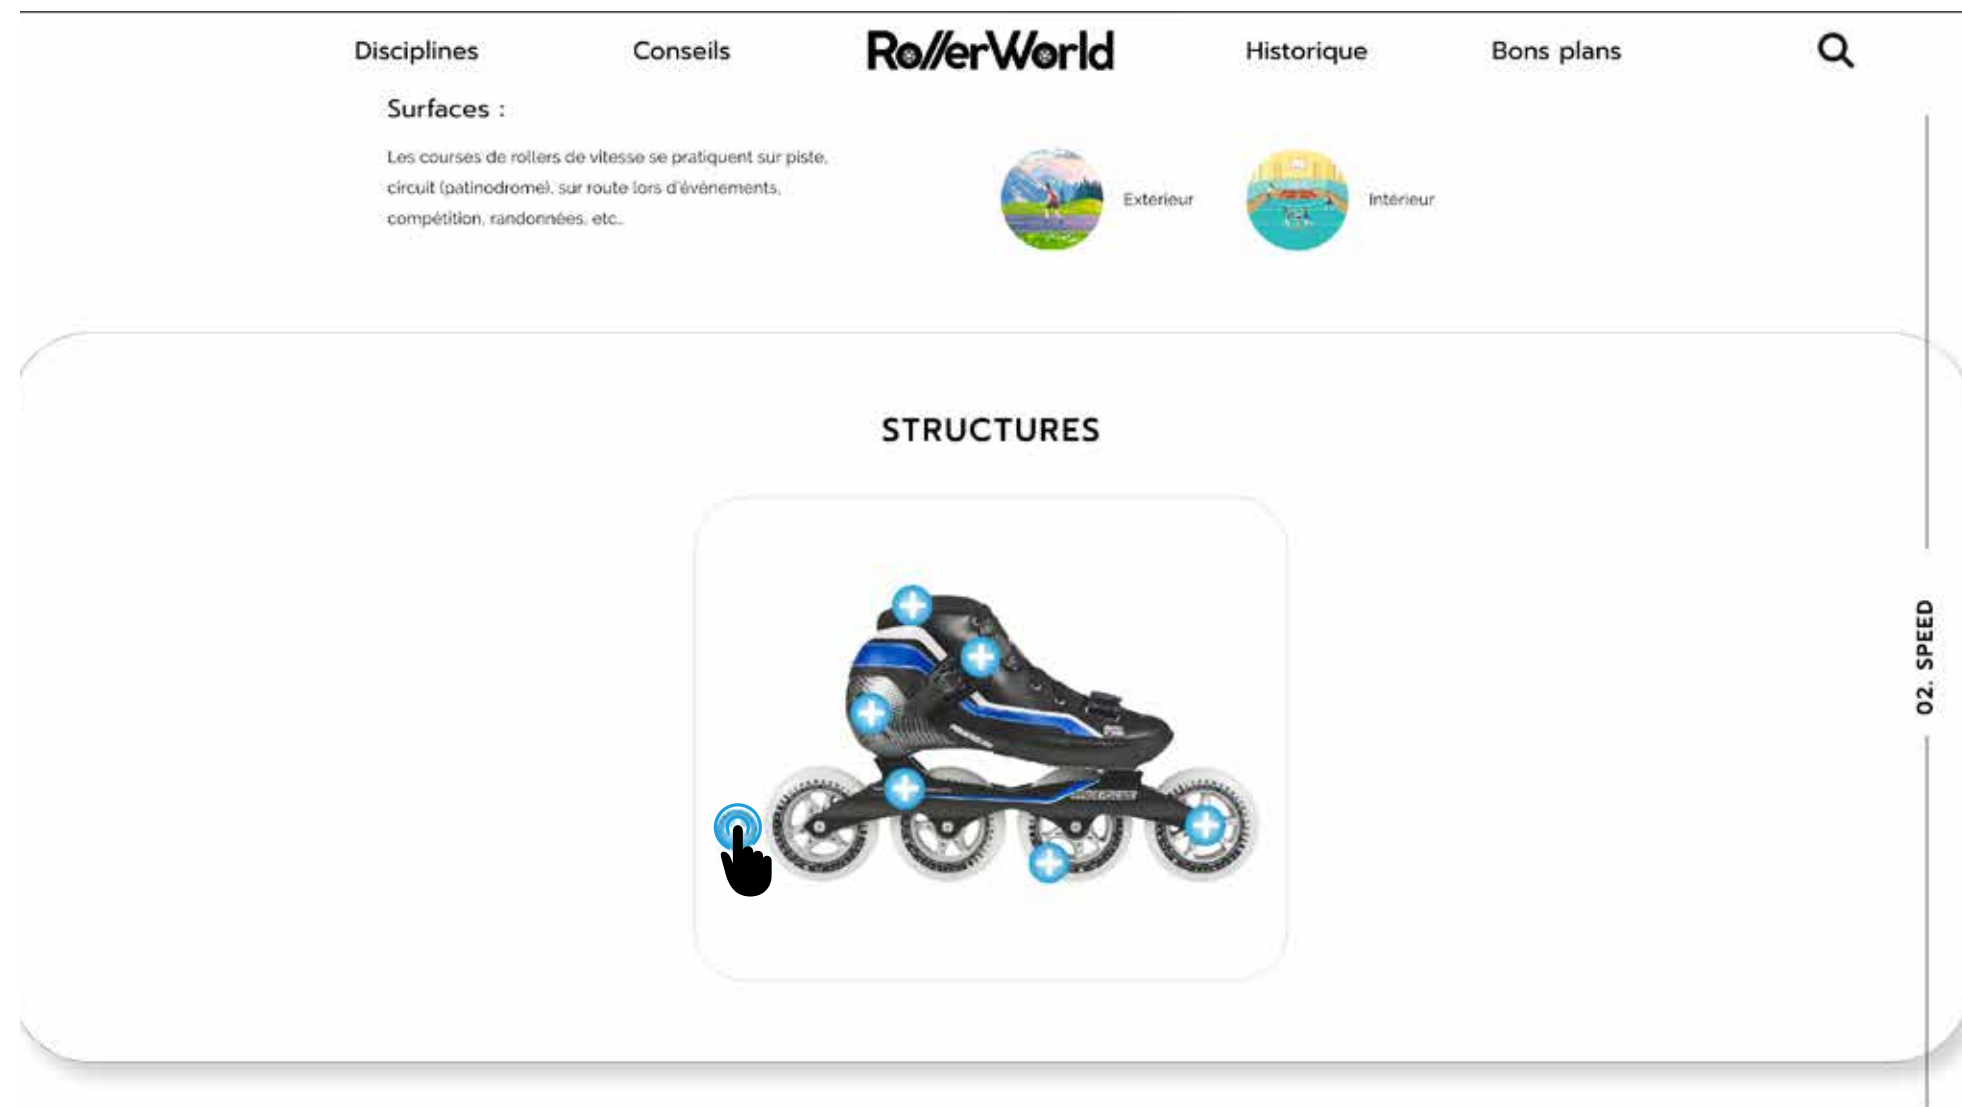 Disciplines
Conseils
RollerWorld
Historique
Bons plans
Surfaces :
Les courses de rollers de vitesse se pratiquent sur piste,
circuit (patinodrome), sur route lors d'évènements,
compétition, randonnées, etc..
Exterieur
Intérieur
STRUCTURES
02. SPEED